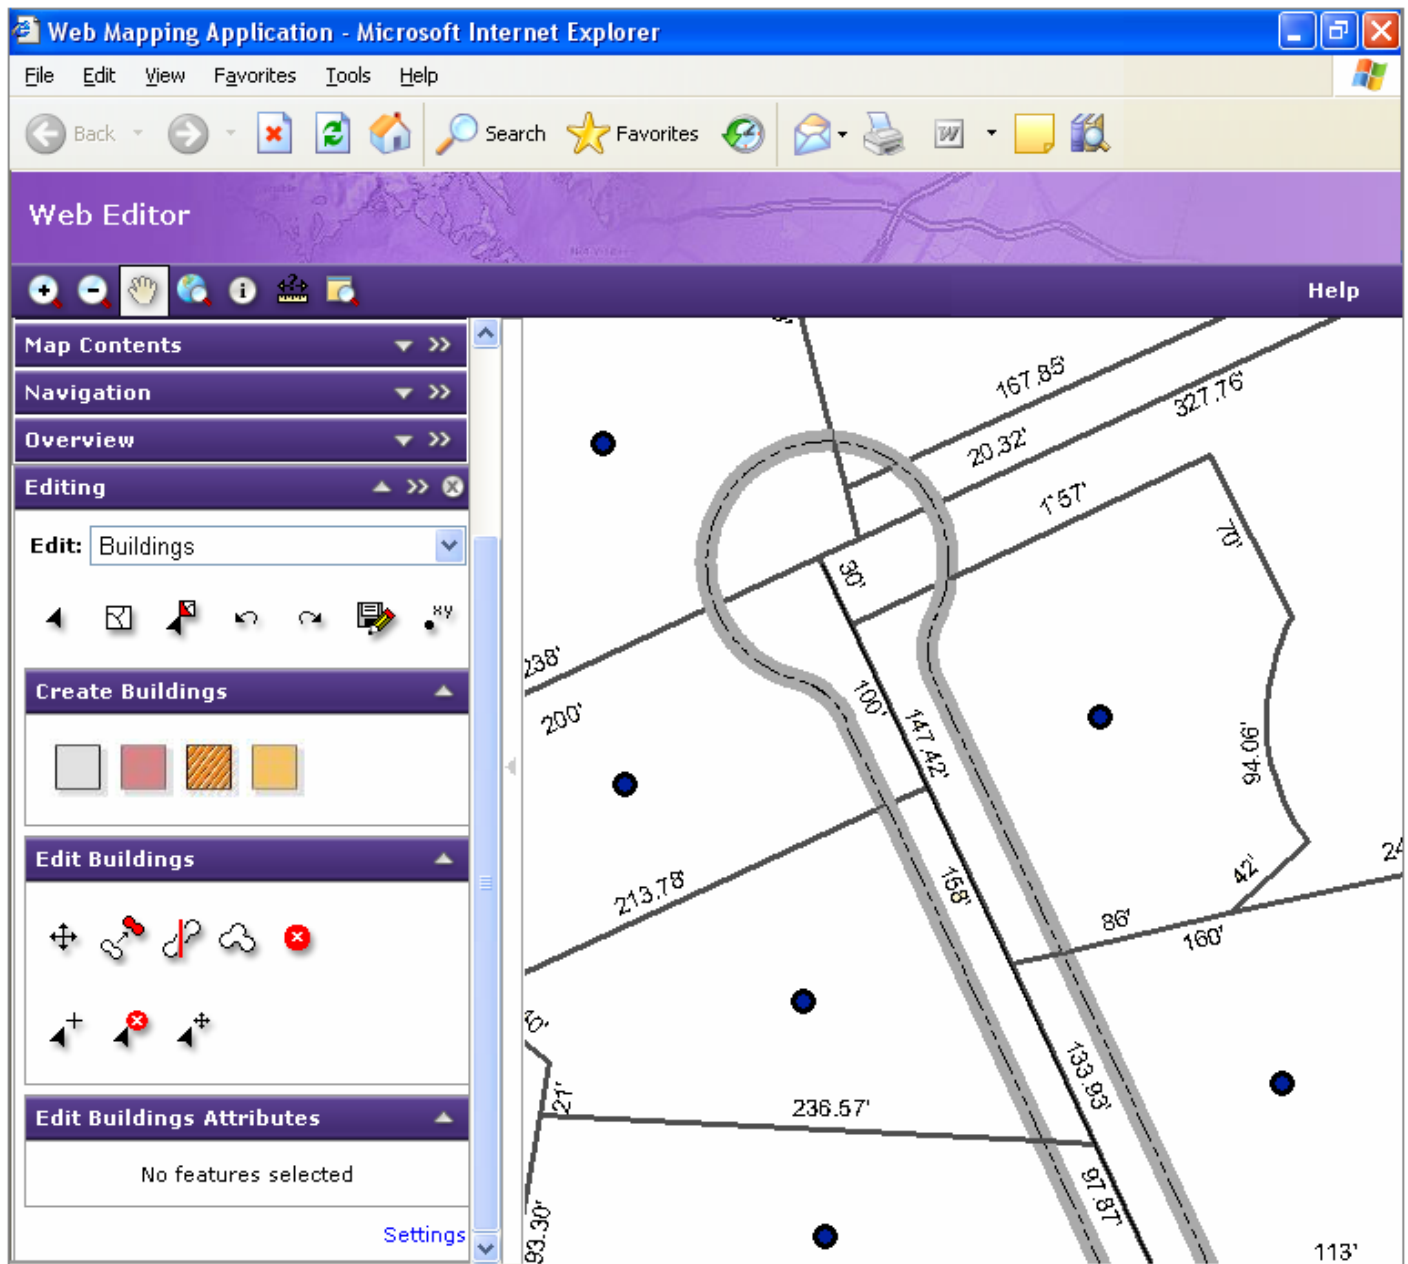 Web Mapping Application - Microsoft Internet Explorer
File Edit View Favorites Tools Help
Back Search Favorites
Web Editor
Help
Map Contents
Navigation
Overview
Editing
Edit: Buildings
xy
Create Buildings
Edit Buildings
Edit Buildings Attributes
No features selected
Settings
167.85'
327.76'
20.32'
1'57'
70'
30'
238'
200'
100'
147.42'
94.06'
42'
24
213.78'
158'
86'
160'
133.93'
21'
236.57'
97.87'
93.30'
113'